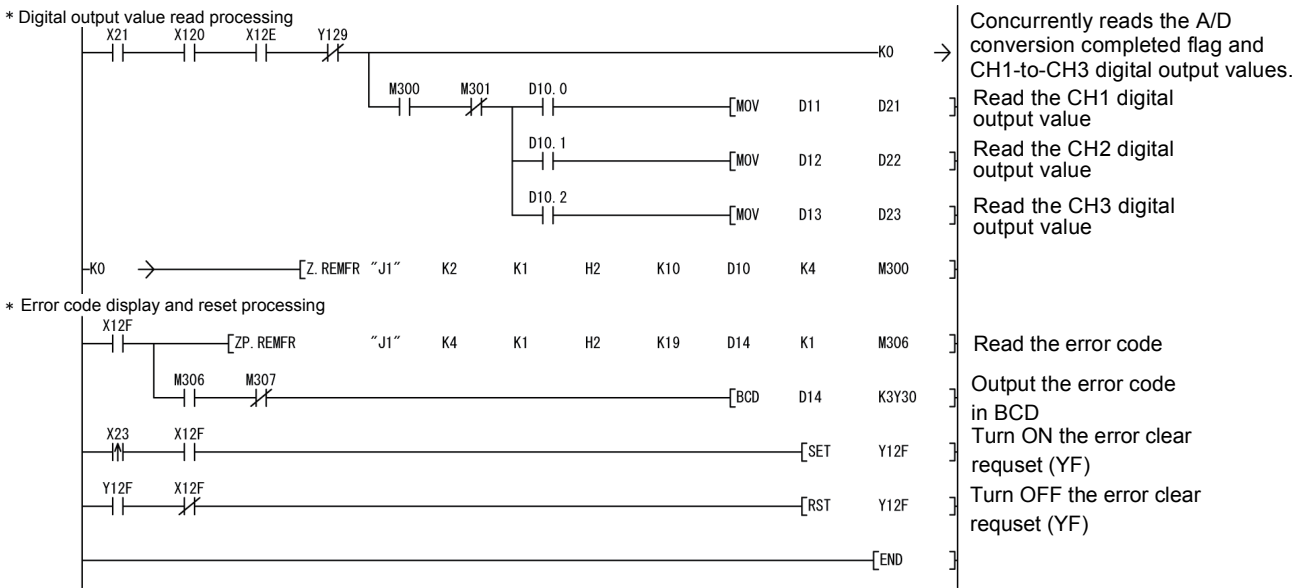 * Digital output value read processing
X21 X120 X12E Y129
K0
Concurrently reads the A/D
conversion completed flag and
CH1-to-CH3 digital output values.
M300 M301 D10.0
MOV D11 D21
Read the CH1 digital
output value
D10.1
MOV D12 D22
Read the CH2 digital
output value
D10.2
MOV D13 D23
Read the CH3 digital
output value
K0 Z.REMFR "J1" K2 K1 H2 K10 D10 K4 M300
* Error code display and reset processing
X12F
ZP.REMFR "J1" K4 K1 H2 K19 D14 K1 M306
Read the error code
M306 M307
BCD D14 K3Y30
Output the error code
in BCD
X23 X12F
SET Y12F
Turn ON the error clear
requset (YF)
Y12F X12F
RST Y12F
Turn OFF the error clear
requset (YF)
END